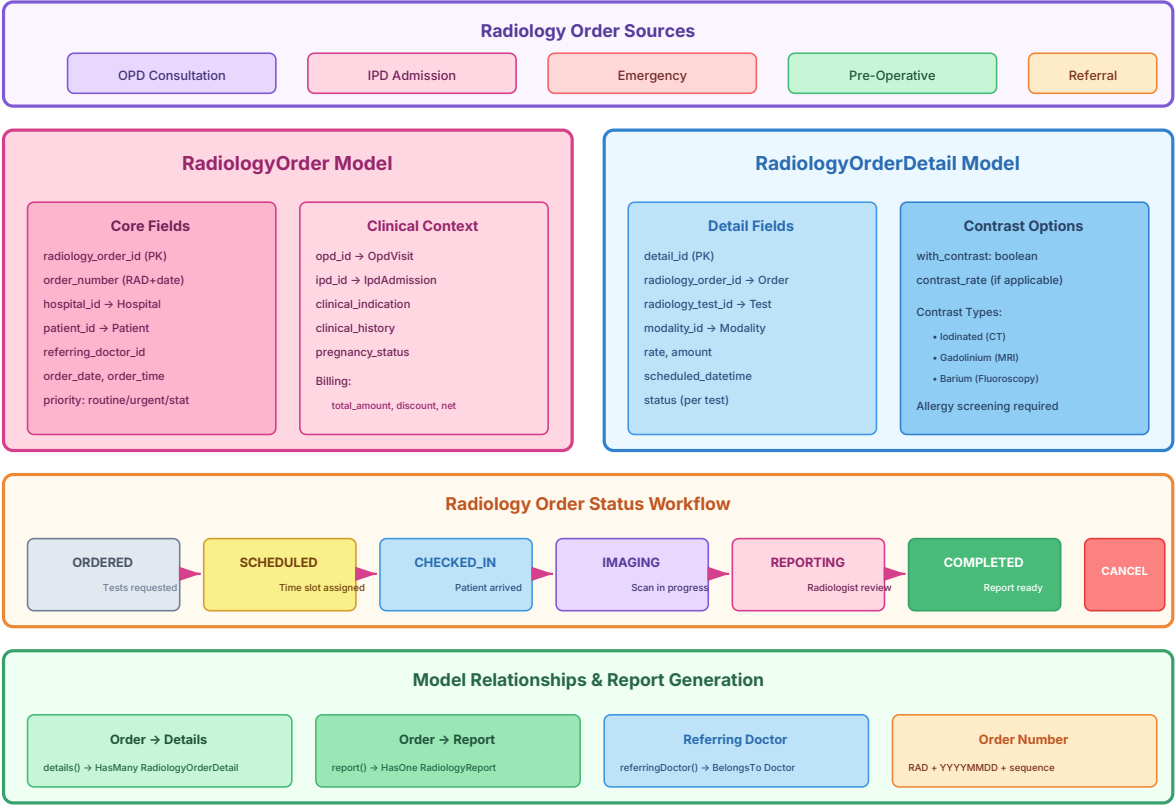 Radiology Order Sources
OPD Consultation
IPD Admission
Emergency
Pre-Operative
Referral
RadiologyOrder Model
Core Fields
radiology_order_id (PK)
order_number (RAD+date)
hospital_id → Hospital
patient_id → Patient
referring_doctor_id
order_date, order_time
priority: routine/urgent/stat
Clinical Context
opd_id → OpdVisit
ipd_id → IpdAdmission
clinical_indication
clinical_history
pregnancy_status
Billing:
total_amount, discount, net
RadiologyOrderDetail Model
Detail Fields
detail_id (PK)
radiology_order_id → Order
radiology_test_id → Test
modality_id → Modality
rate, amount
scheduled_datetime
status (per test)
Contrast Options
with_contrast: boolean
contrast_rate (if applicable)
Contrast Types:
• Iodinated (CT)
• Gadolinium (MRI)
• Barium (Fluoroscopy)
Allergy screening required
Radiology Order Status Workflow
ORDERED
Tests requested
SCHEDULED
Time slot assigned
CHECKED_IN
Patient arrived
IMAGING
Scan in progress
REPORTING
Radiologist review
COMPLETED
Report ready
CANCEL
Model Relationships & Report Generation
Order → Details
details() → HasMany RadiologyOrderDetail
Order → Report
report() → HasOne RadiologyReport
Referring Doctor
referringDoctor() → BelongsTo Doctor
Order Number
RAD + YYYYMMDD + sequence